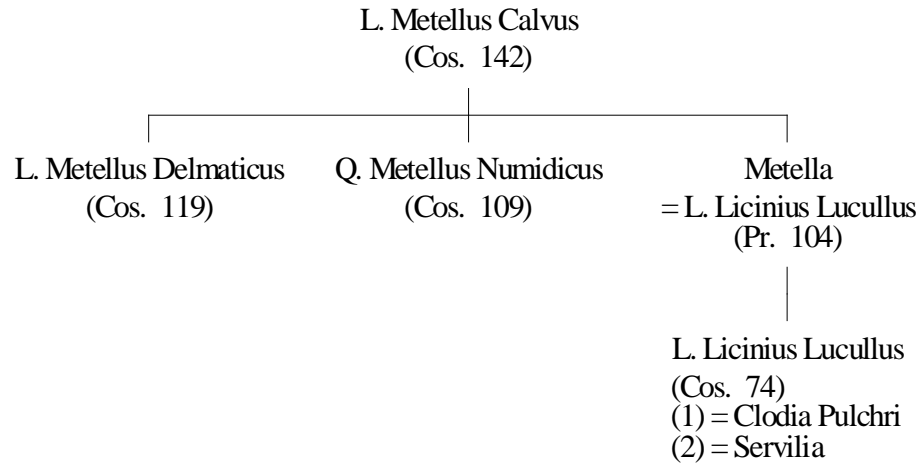 L. Metellus Calvus
(Cos. 142)
L. Metellus Delmaticus
(Cos. 119)
Q. Metellus Numidicus
(Cos. 109)
Metella
= L. Licinius Lucullus
(Pr. 104)
L. Licinius Lucullus
(Cos. 74)
(1) = Clodia Pulchri
(2) = Servilia